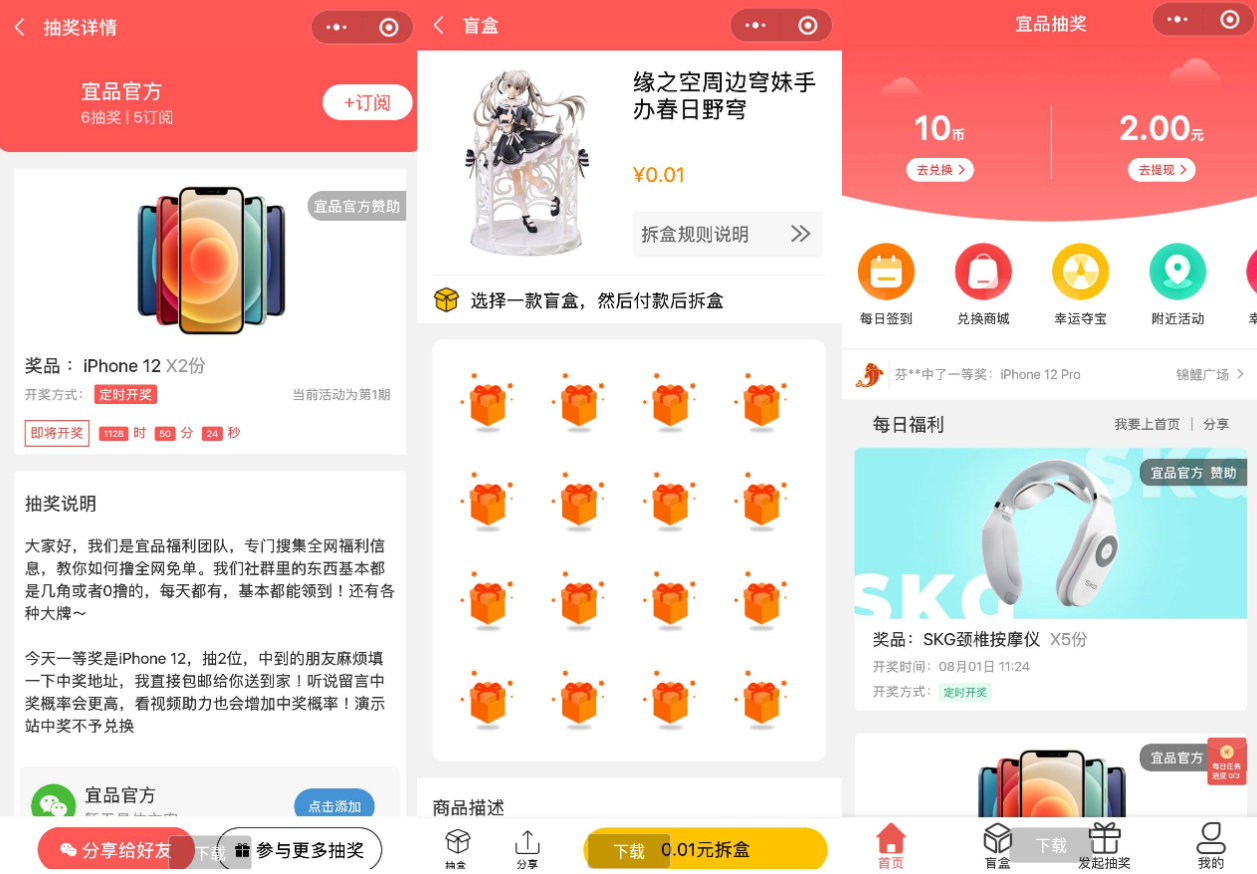 抽奖详情
宜品官方
6抽奖 | 5订阅
+订阅
宜品官方赞助
奖品 ： iPhone 12 X2份
开奖方式： 定时开奖
当前活动为第1期
即将开奖 1128 时 50 分 24 秒
抽奖说明
大家好，我们是宜品福利团队，专门搜集全网福利信
息，教你如何撸全网免单。我们社群里的东西基本都
是几角或者0撸的，每天都有，基本都能领到！还有各
种大牌～
今天一等奖是iPhone 12，抽2位，中到的朋友麻烦填
一下中奖地址，我直接包邮给你送到家！听说留言中
奖概率会更高，看视频助力也会增加中奖概率！演示
站中奖不予兑换
宜品官方
点击添加
分享给好友
下载
参与更多抽奖
盲盒
缘之空周边穹妹手
办春日野穹
¥0.01
拆盒规则说明
选择一款盲盒，然后付款后拆盒
商品描述
抽盒
分享
下载
0.01元拆盒
宜品抽奖
10币
2.00元
去兑换
去提现
每日签到
兑换商城
幸运夺宝
附近活动
芬**中了一等奖：iPhone 12 Pro
锦鲤广场
每日福利
我要上首页 | 分享
SKG
宜品官方 赞助
SKG
SKG
奖品：SKG颈椎按摩仪 X5份
开奖时间：08月01日 11:24
开奖方式： 定时开奖
宜品官方
每日任务
进度 0/3
首页
盲盒
下载
发起抽奖
我的